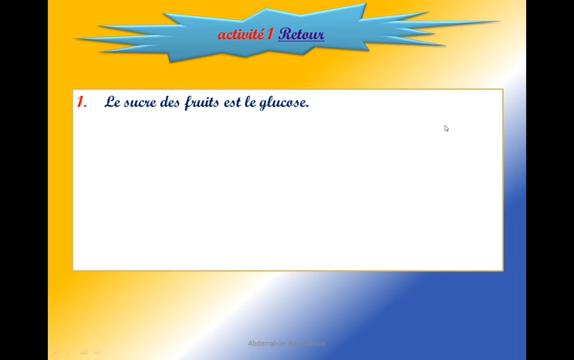 activité 1 Retour
1. Le sucre des fruits est le glucose.